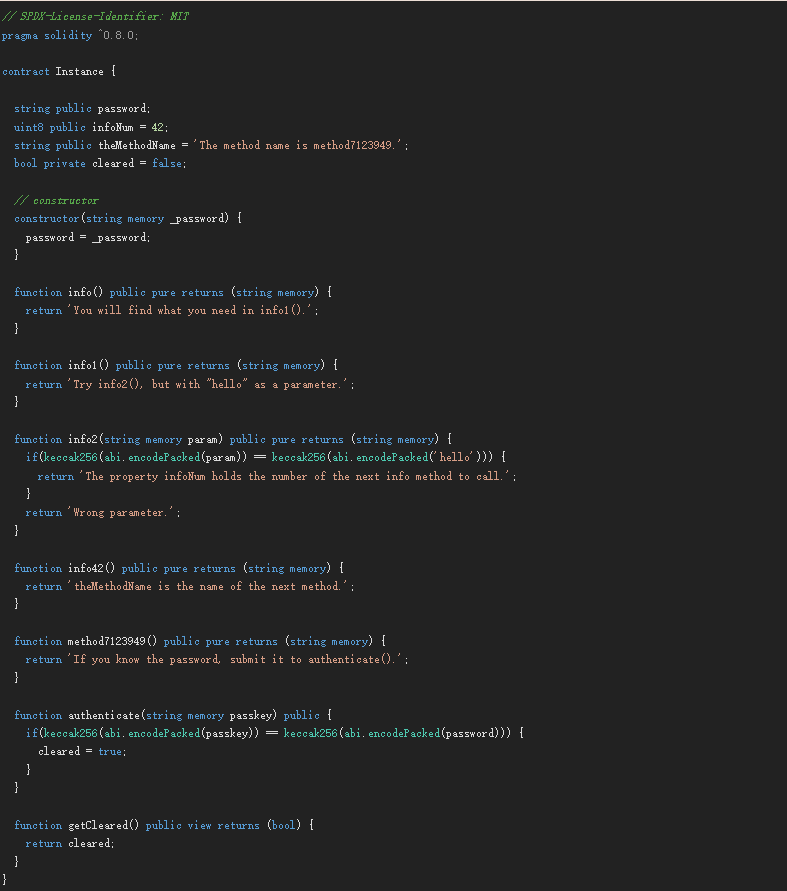 // SPDX-License-Identifier: MIT
pragma solidity ^0.8.0;
contract Instance {
string public password;
uint8 public infoNum = 42;
string public theMethodName = 'The method name is method7123949.';
bool private cleared = false;
// constructor
constructor(string memory _password) {
password = _password;
}
function info() public pure returns (string memory) {
return 'You will find what you need in info1().';
}
function info1() public pure returns (string memory) {
return 'Try info2(), but with "hello" as a parameter.';
}
function info2(string memory param) public pure returns (string memory) {
if(keccak256(abi.encodePacked(param)) == keccak256(abi.encodePacked('hello'))) {
return 'The property infoNum holds the number of the next info method to call.';
}
return 'Wrong parameter.';
}
function info42() public pure returns (string memory) {
return 'theMethodName is the name of the next method.';
}
function method7123949() public pure returns (string memory) {
return 'If you know the password, submit it to authenticate().';
}
function authenticate(string memory passkey) public {
if(keccak256(abi.encodePacked(passkey)) == keccak256(abi.encodePacked(password))) {
cleared = true;
}
}
function getCleared() public view returns (bool) {
return cleared;
}
}